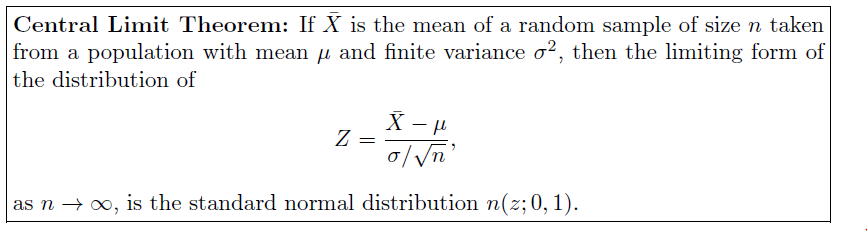 Central Limit Theorem: If X̄ is the mean of a random sample of size n taken
from a population with mean μ and finite variance σ², then the limiting form of
the distribution of
Z = (X̄ − μ)/(σ/√n),
as n → ∞, is the standard normal distribution n(z; 0, 1).